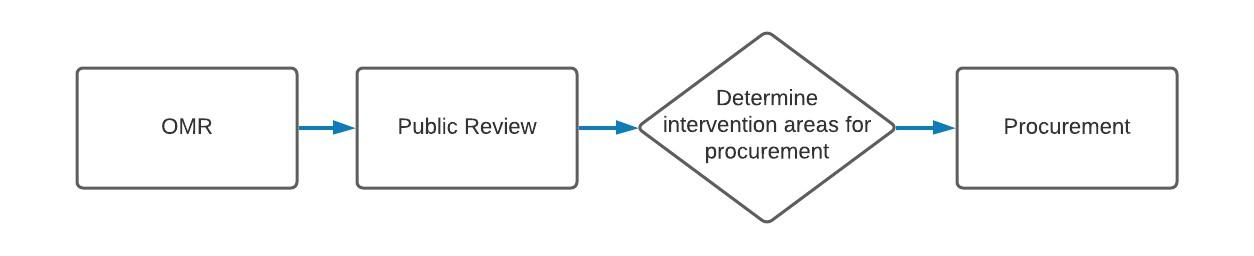 OMR
Public Review
Determine
intervention areas for
procurement
Procurement